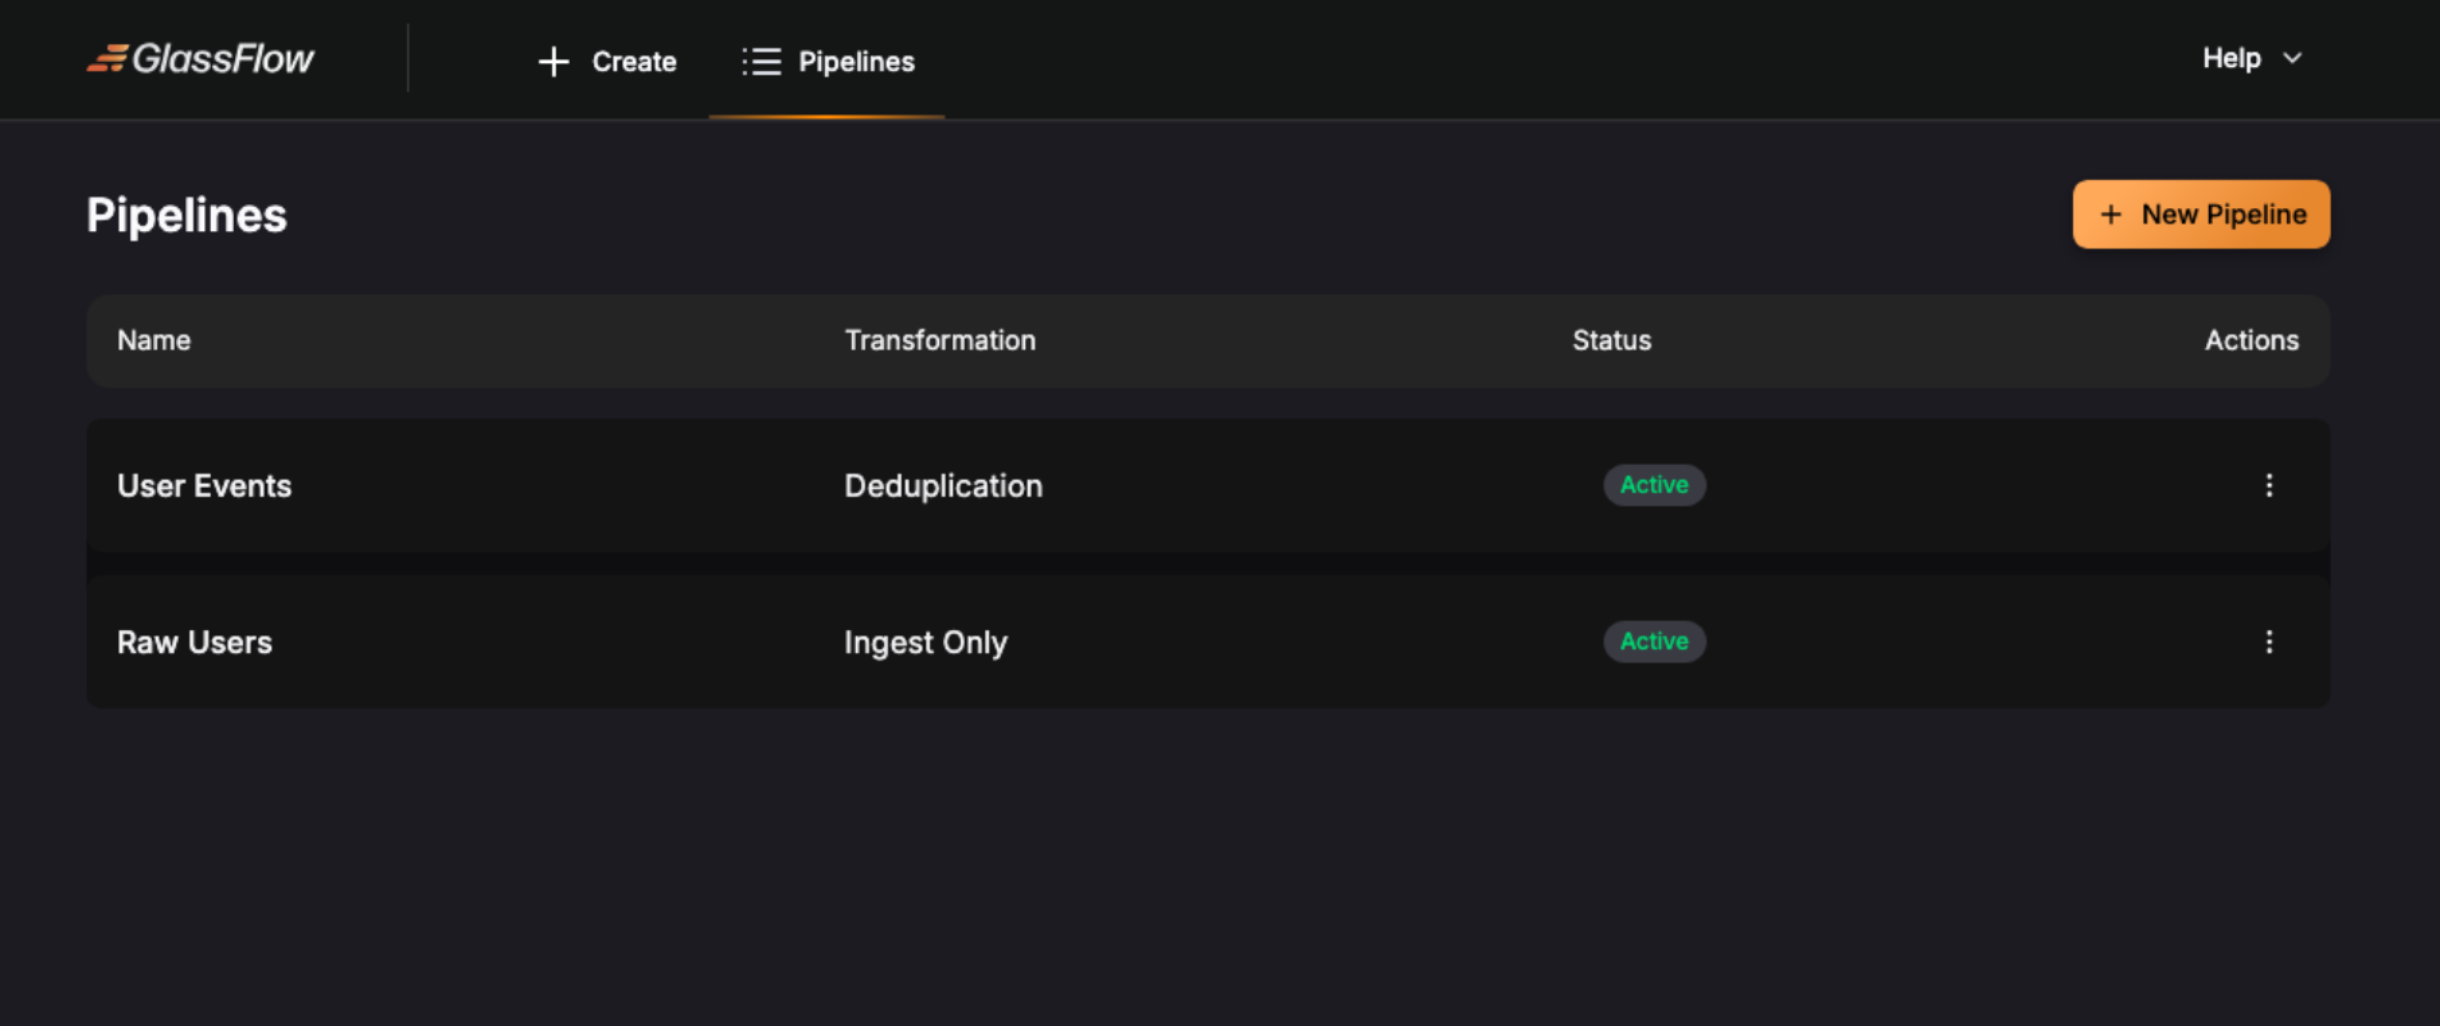 GlassFlow
Create
Pipelines
Help
Pipelines
+ New Pipeline
Name Transformation Status Actions
User Events Deduplication Active
Raw Users Ingest Only Active